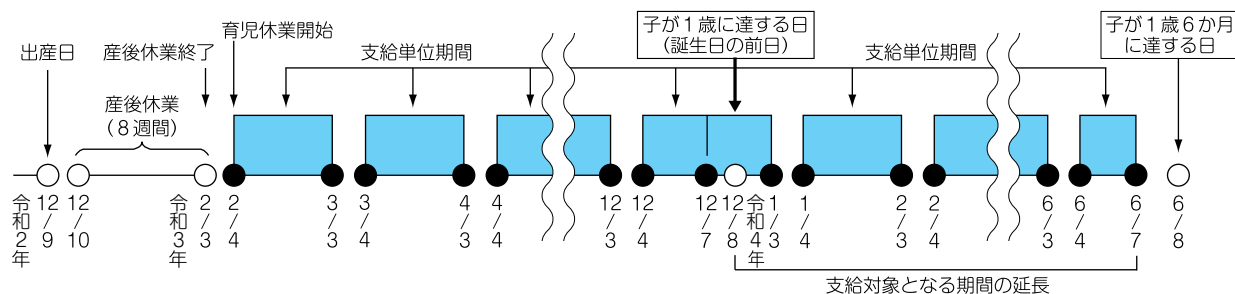 子が1歳に達する日
(誕生日の前日)
子が1歳6か月
に達する日
育児休業開始
出産日
産後休業終了
支給単位期間
支給単位期間
産後休業
(8週間)
令和2年
12/9
12/10
令和3年
2/3
2/4
3/3
3/4
4/3
4/4
12/3
12/4
12/7
12/8
令和4年
1/3
1/4
2/3
2/4
6/3
6/4
6/7
6/8
支給対象となる期間の延長